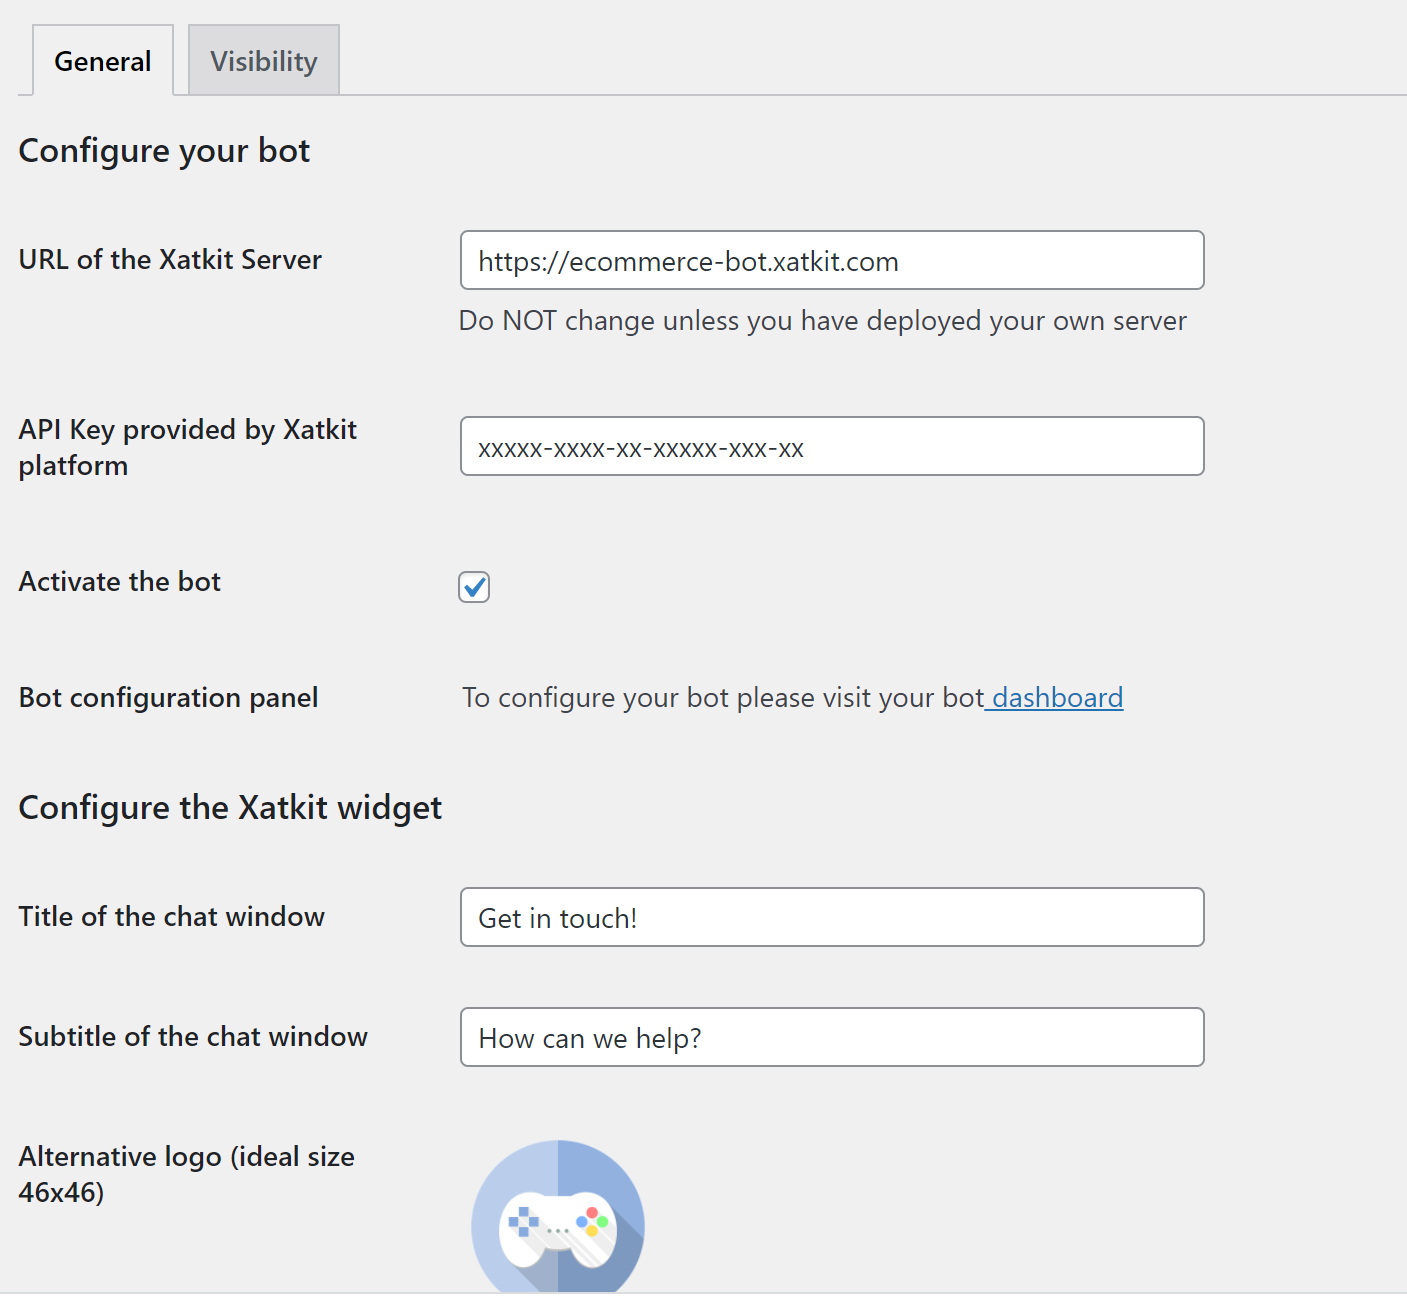 General
Visibility
Configure your bot
URL of the Xatkit Server
https://ecommerce-bot.xatkit.com
Do NOT change unless you have deployed your own server
API Key provided by Xatkit
platform
xxxxx-xxxx-xx-xxxxx-xxx-xx
Activate the bot
Bot configuration panel
To configure your bot please visit your bot dashboard
Configure the Xatkit widget
Title of the chat window
Get in touch!
Subtitle of the chat window
How can we help?
Alternative logo (ideal size
46x46)